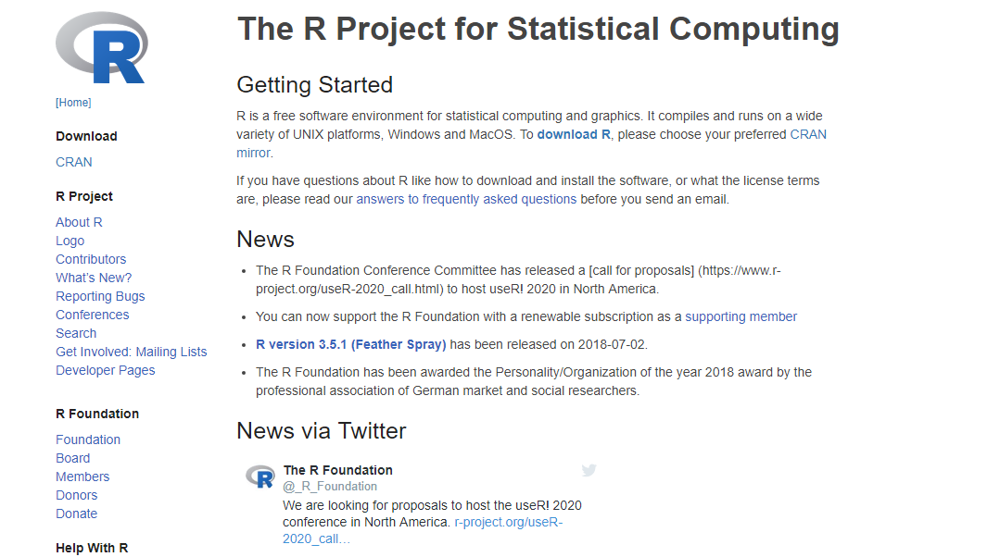 R
[Home]
Download
CRAN
R Project
About R
Logo
Contributors
What's New?
Reporting Bugs
Conferences
Search
Get Involved: Mailing Lists
Developer Pages
R Foundation
Foundation
Board
Members
Donors
Donate
Help With R
The R Project for Statistical Computing
Getting Started
R is a free software environment for statistical computing and graphics. It compiles and runs on a wide
variety of UNIX platforms, Windows and MacOS. To download R, please choose your preferred CRAN
mirror.
If you have questions about R like how to download and install the software, or what the license terms
are, please read our answers to frequently asked questions before you send an email.
News
• The R Foundation Conference Committee has released a [call for proposals] (https://www.r-
project.org/useR-2020_call.html) to host useR! 2020 in North America.
• You can now support the R Foundation with a renewable subscription as a supporting member
• R version 3.5.1 (Feather Spray) has been released on 2018-07-02.
• The R Foundation has been awarded the Personality/Organization of the year 2018 award by the
professional association of German market and social researchers.
News via Twitter
R
The R Foundation
@_R_Foundation
We are looking for proposals to host the useR! 2020
conference in North America. r-project.org/useR-
2020_call…